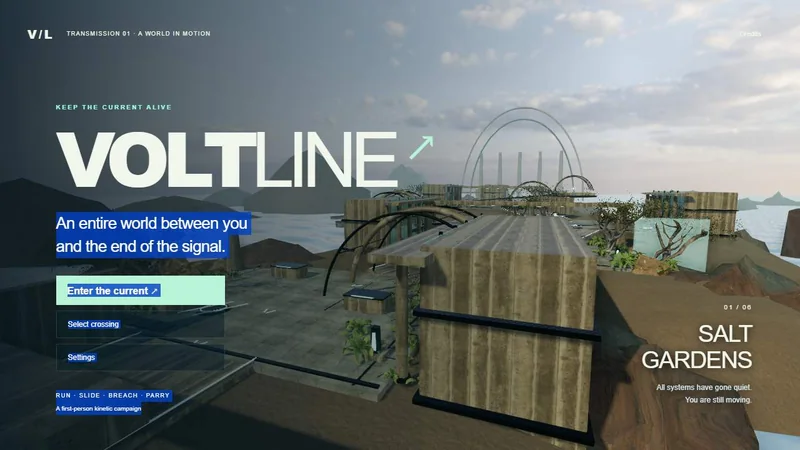 V/L
TRANSMISSION 01 · A WORLD IN MOTION
KEEP THE CURRENT ALIVE
VOLTLINE ↗
An entire world between you
and the end of the signal.
Enter the current ↗
Select crossing
Settings
RUN · SLIDE · BREACH · PARRY
A first-person kinetic campaign
01 / 06
SALT
GARDENS
All systems have gone quiet.
You are still moving.